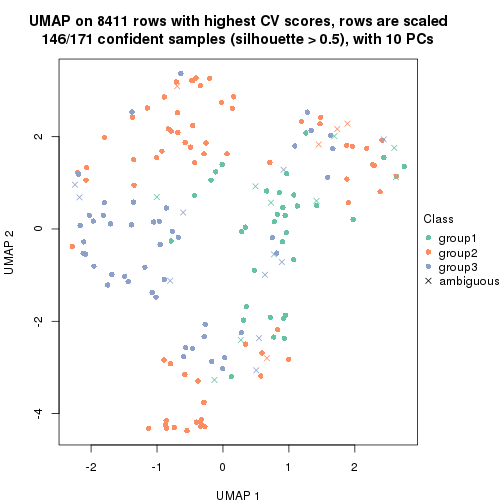 UMAP on 8411 rows with highest CV scores, rows are scaled
146/171 confident samples (silhouette > 0.5), with 10 PCs
UMAP 2
2
0
-2
-4
-2
-1
0
1
2
UMAP 1
Class
group1
group2
group3
ambiguous